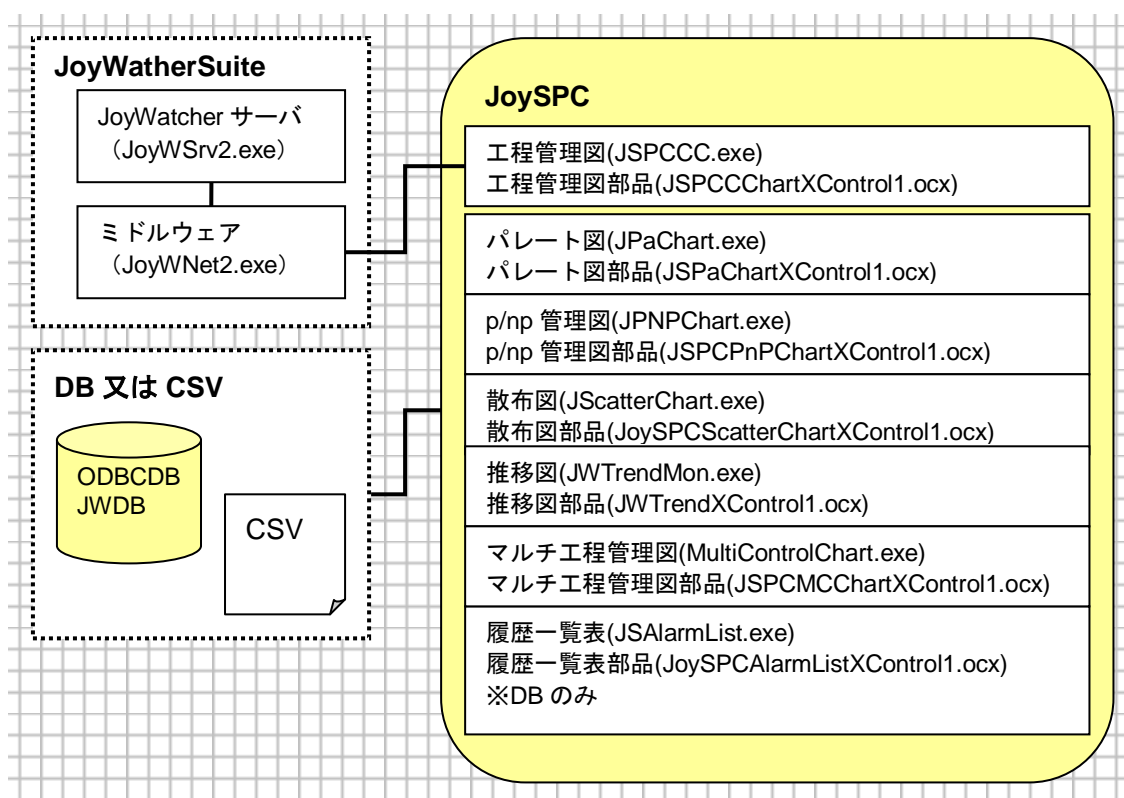 JoyWatherSuite
JoyWatcher サーバ
（JoyWSrv2.exe）
ミドルウェア
（JoyWNet2.exe）
DB 又は CSV
ODBCDB
JWDB
CSV
JoySPC
工程管理図(JSPCCC.exe)
工程管理図部品(JSPCCChartXControl1.ocx)
パレート図(JPaChart.exe)
パレート図部品(JSPaChartXControl1.ocx)
p/np 管理図(JPNPChart.exe)
p/np 管理図部品(JSPCPnPChartXControl1.ocx)
散布図(JScatterChart.exe)
散布図部品(JoySPCScatterChartXControl1.ocx)
推移図(JWTrendMon.exe)
推移図部品(JWTrendXControl1.ocx)
マルチ工程管理図(MultiControlChart.exe)
マルチ工程管理図部品(JSPCMCChartXControl1.ocx)
履歴一覧表(JSAlarmList.exe)
履歴一覧表部品(JoySPCAlarmListXControl1.ocx)
※DB のみ